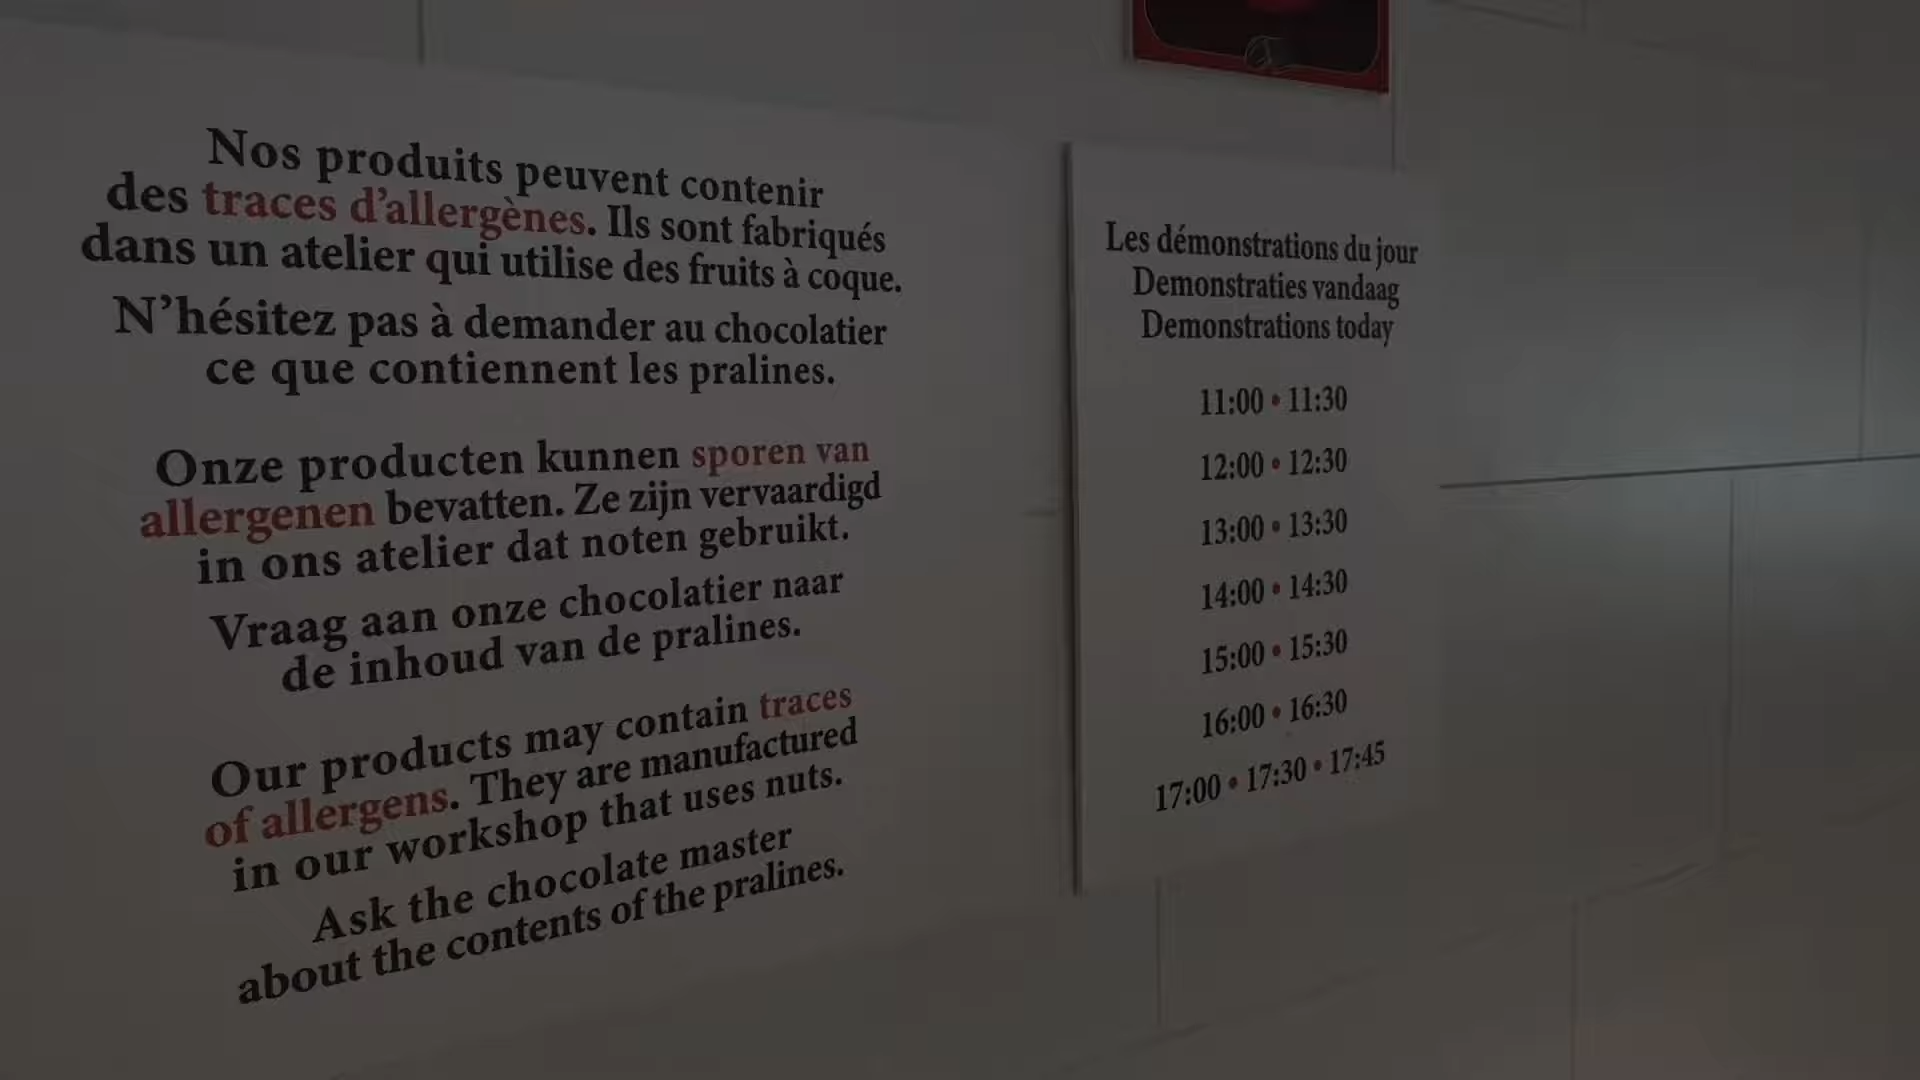 Nos produits peuvent contenir
des traces d'allergènes. Ils sont fabriqués
dans un atelier qui utilise des fruits à coque.
N'hésitez pas à demander au chocolatier
ce que contiennent les pralines.
Onze producten kunnen sporen van
allergenen bevatten. Ze zijn vervaardigd
in ons atelier dat noten gebruikt.
Vraag aan onze chocolatier naar
de inhoud van de pralines.
Our products may contain traces
of allergens. They are manufactured
in our workshop that uses nuts.
Ask the chocolate master
about the contents of the pralines.
Les démonstrations du jour
Demonstraties vandaag
Demonstrations today
11:00 • 11:30
12:00 • 12:30
13:00 • 13:30
14:00 • 14:30
15:00 • 15:30
16:00 • 16:30
17:00 • 17:30 • 17:45